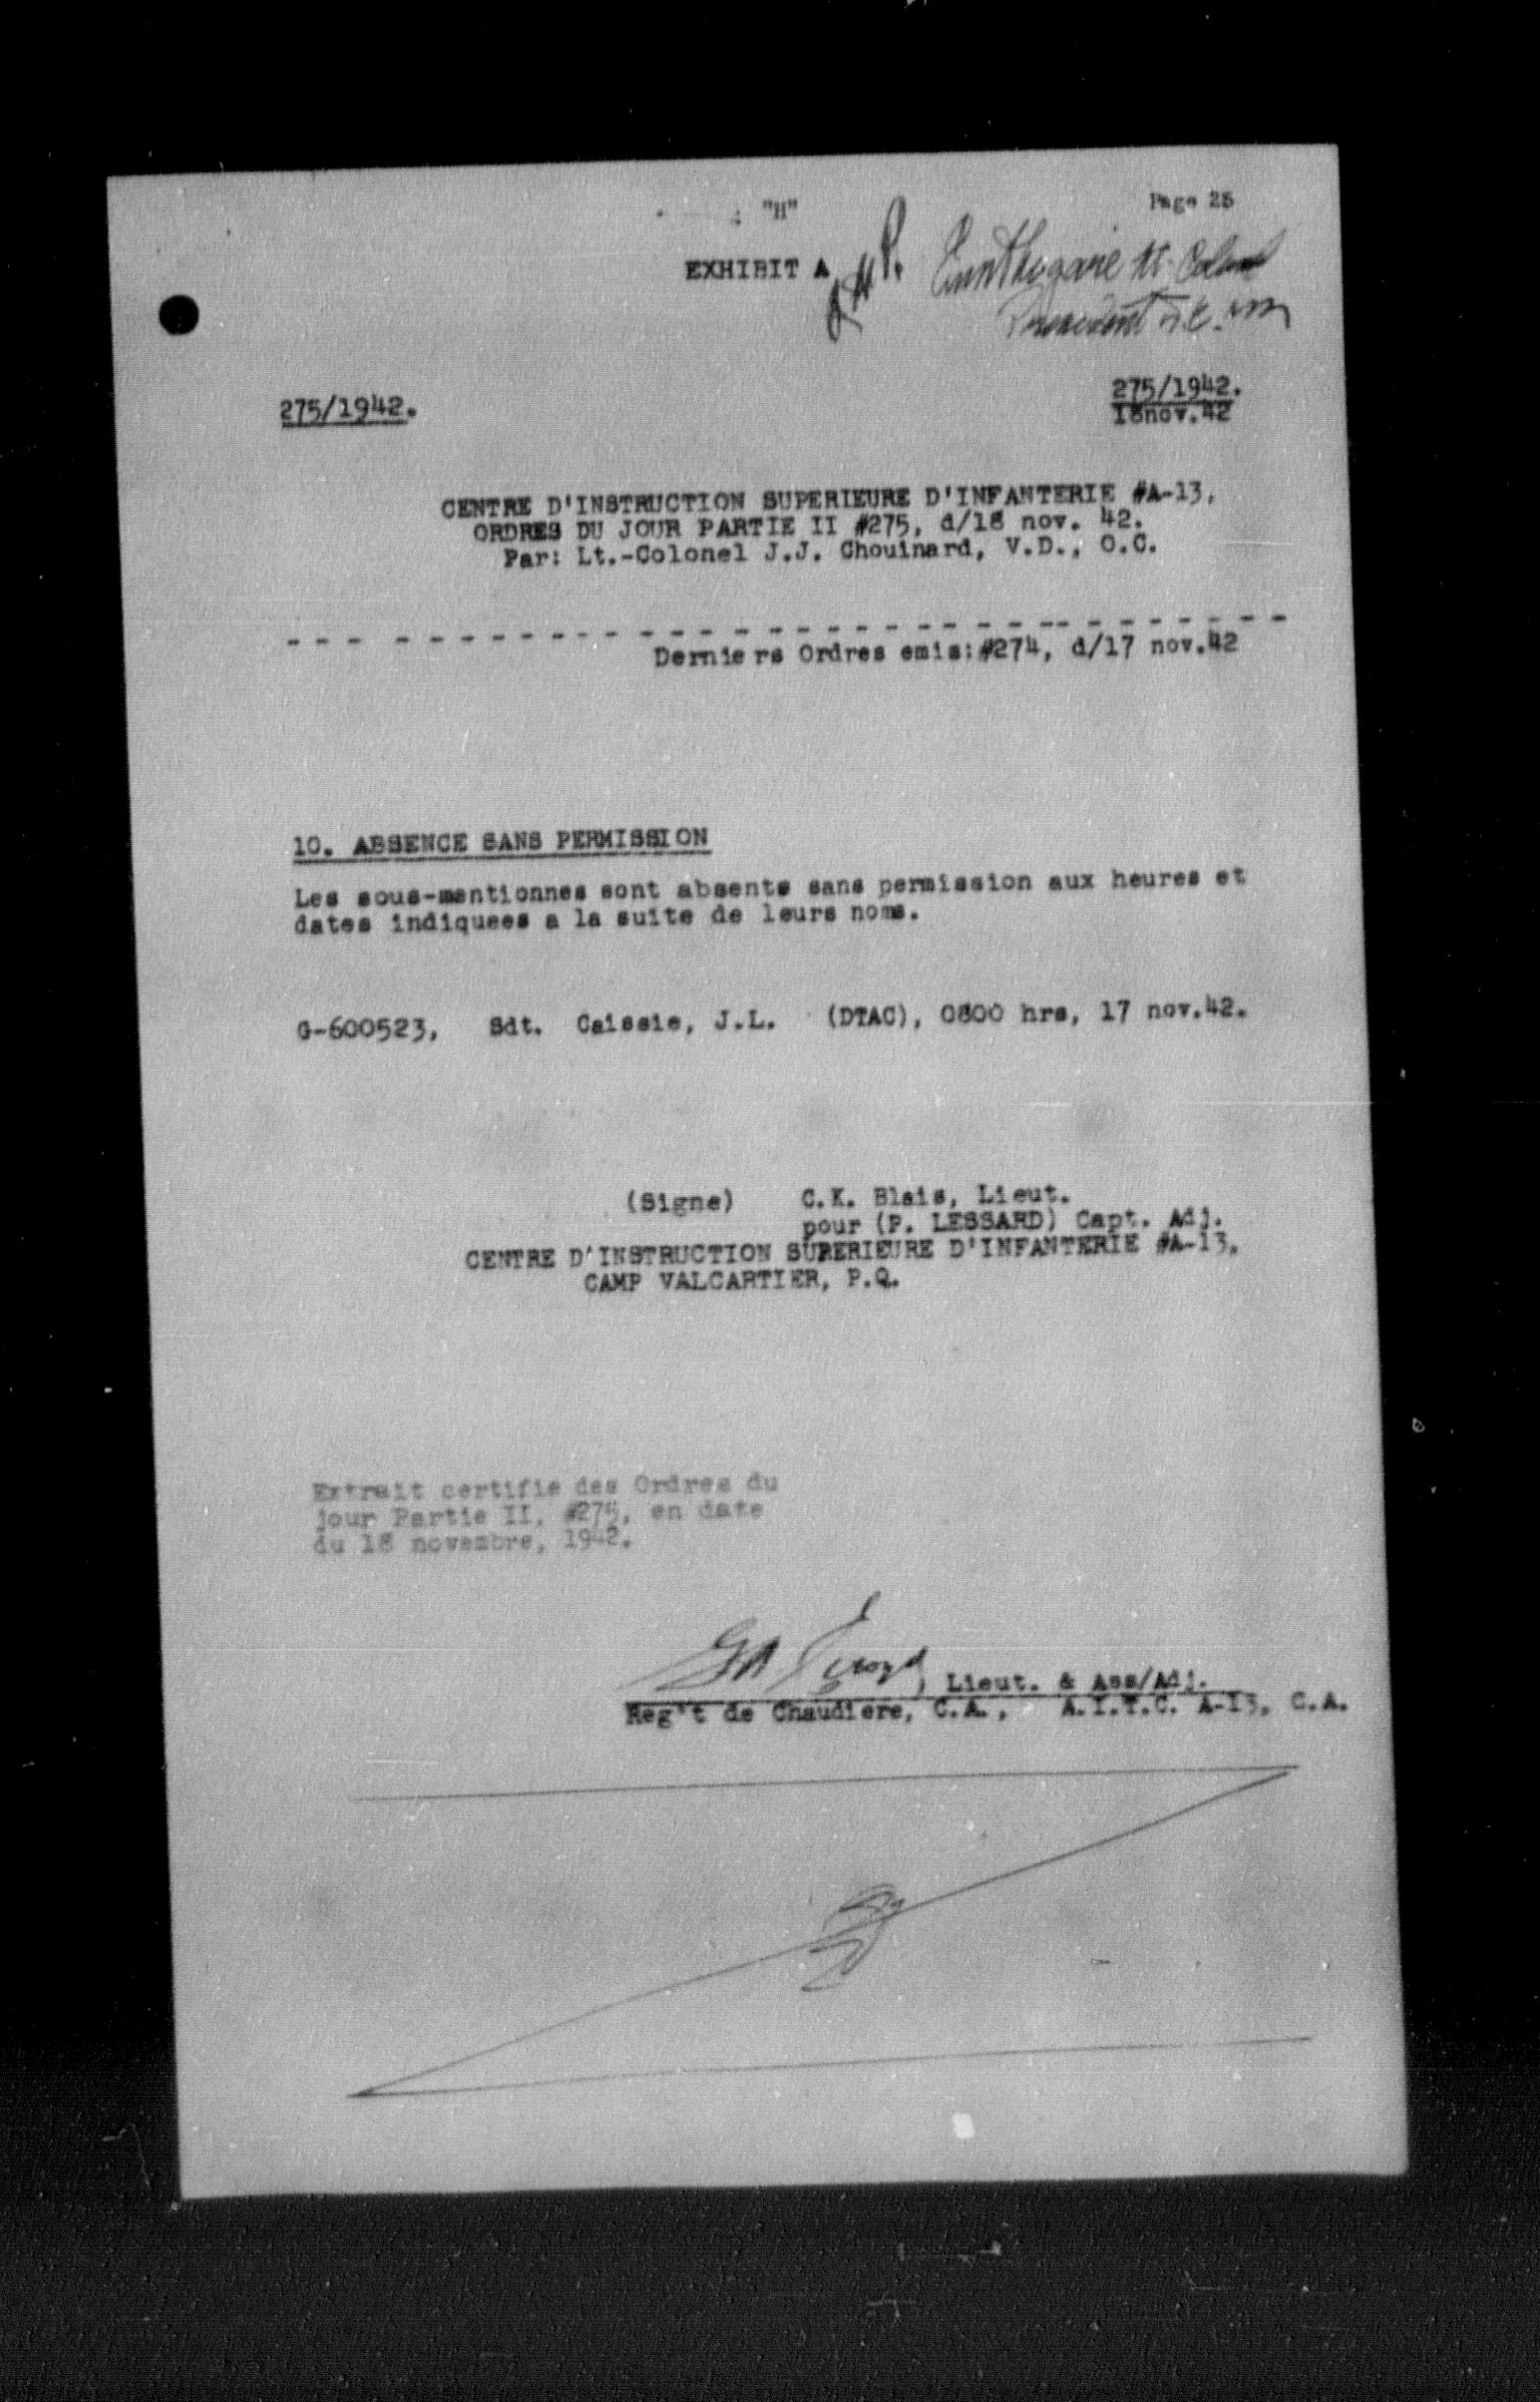 "H"
Page 25
EXHIBIT A
275/1942.
275/1942.
18nov.42
CENTRE D'INSTRUCTION SUPERIEURE D'INFANTERIE #A-13,
ORDRES DU JOUR PARTIE II #275, d/18 nov. 42.
Par: Lt.-Colonel J.J. Chouinard, V.D., O.C.
Derniers Ordres emis:#274, d/17 nov.42
10. ABSENCE SANS PERMISSION
Les sous-mentionnes sont absents sans permission aux heures et
dates indiquees a la suite de leurs noms.
G-600523, Sdt. Caissie, J.L. (DTAC), 0800 hrs, 17 nov.42.
(Signe) C.K. Blais, Lieut.
pour (P. LESSARD) Capt. Adj.
CENTRE D'INSTRUCTION SUPERIEURE D'INFANTERIE #A-13,
CAMP VALCARTIER, P.Q.
Extrait certifie des Ordres du
jour Partie II, #275, en date
du 18 novembre, 1942.
Lieut. & Ass/Adj.
Reg't de Chaudiere, C.A., A.I.T.C. A-13, C.A.